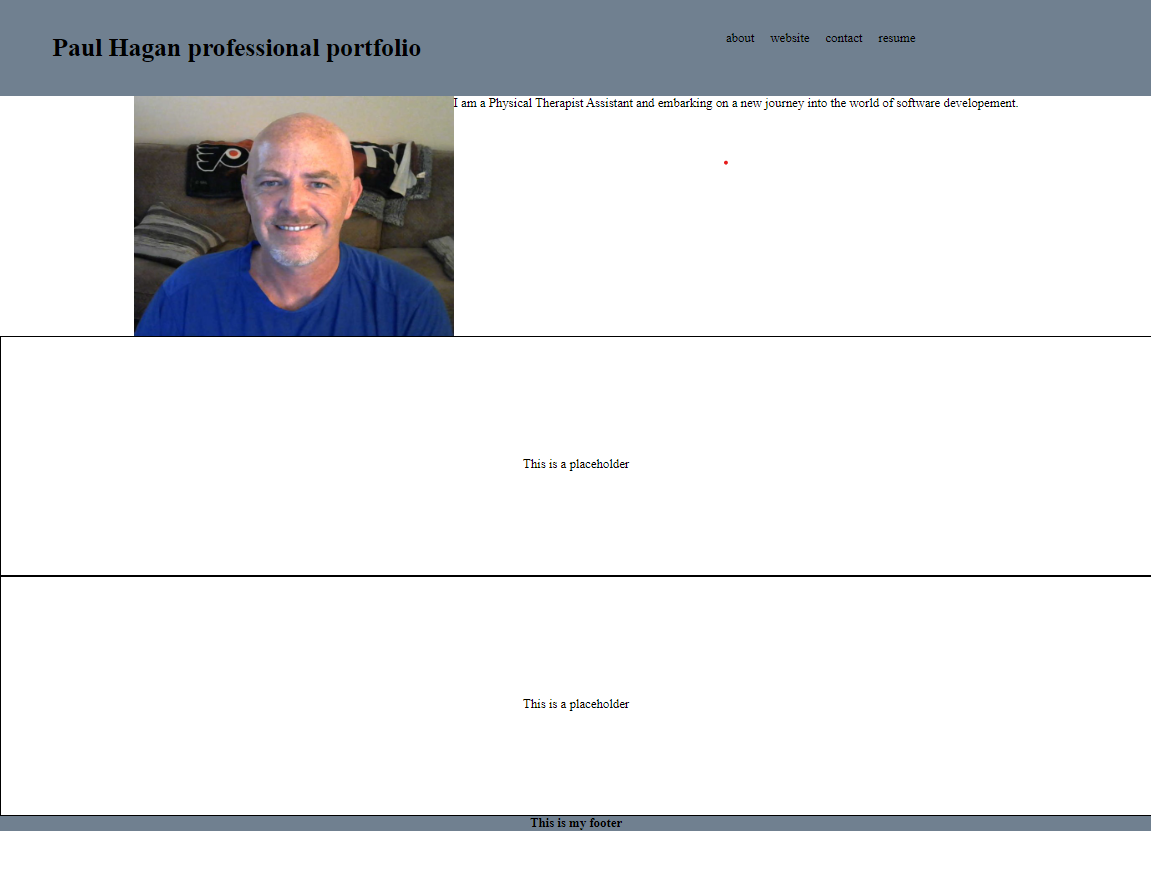 Paul Hagan professional portfolio
about website contact resume
I am a Physical Therapist Assistant and embarking on a new journey into the world of software developement.
This is a placeholder
This is a placeholder
This is my footer